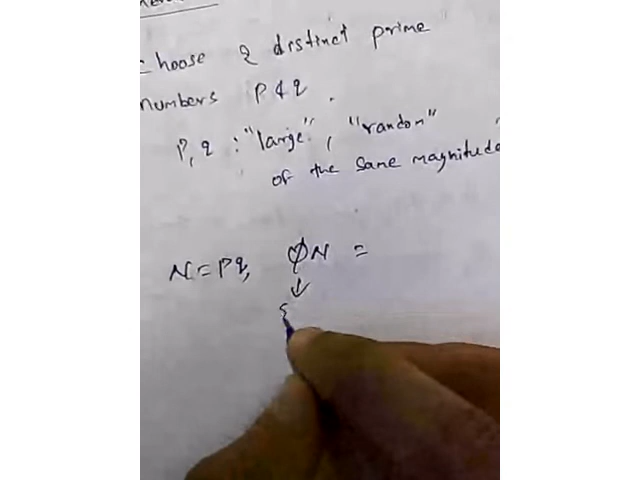 hoose 2 distinct prime
numbers p & q .
P, q : "large", "random"
of the same magnitude
N = pq, ϕN =
↓